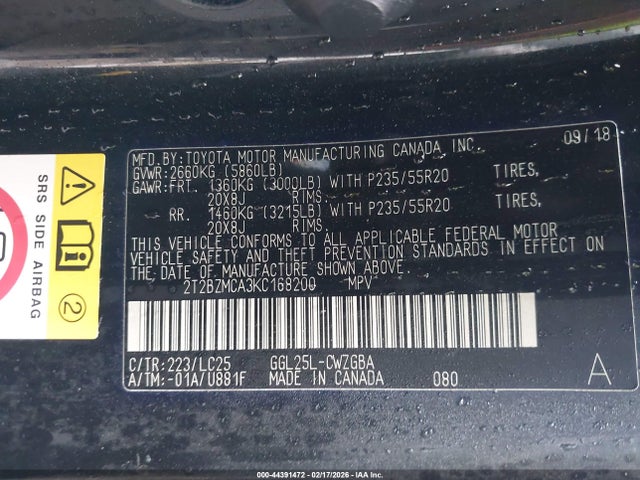 MFD.BY:TOYOTA MOTOR MANUFACTURING CANADA INC. 09/18
GVWR:2660KG (5860LB)
GAWR:FRT. 1360KG (3000LB) WITH P235/55R20 TIRES,
20X8J RIMS.
RR. 1460KG (3215LB) WITH P235/55R20 TIRES,
20X8J RIMS.
THIS VEHICLE CONFORMS TO ALL APPLICABLE FEDERAL MOTOR
VEHICLE SAFETY AND THEFT PREVENTION STANDARDS IN EFFECT ON
THE DATE OF MANUFACTURE SHOWN ABOVE.
2T2BZMCA3KC168200 MPV
C/TR:223/LC25 GGL25L-CWZGBA
A/TM:-01A/U881F MADE IN CANADA 080 A
SRS SIDE AIRBAG
2
000-44391472 - 02/17/2026 - IAA Inc.